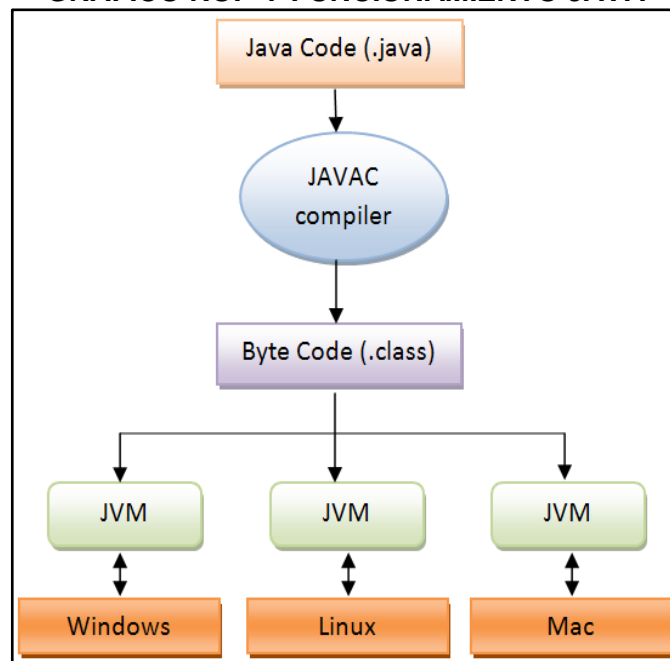 Java Code (.java)
JAVAC
compiler
Byte Code (.class)
JVM JVM JVM
Windows Linux Mac